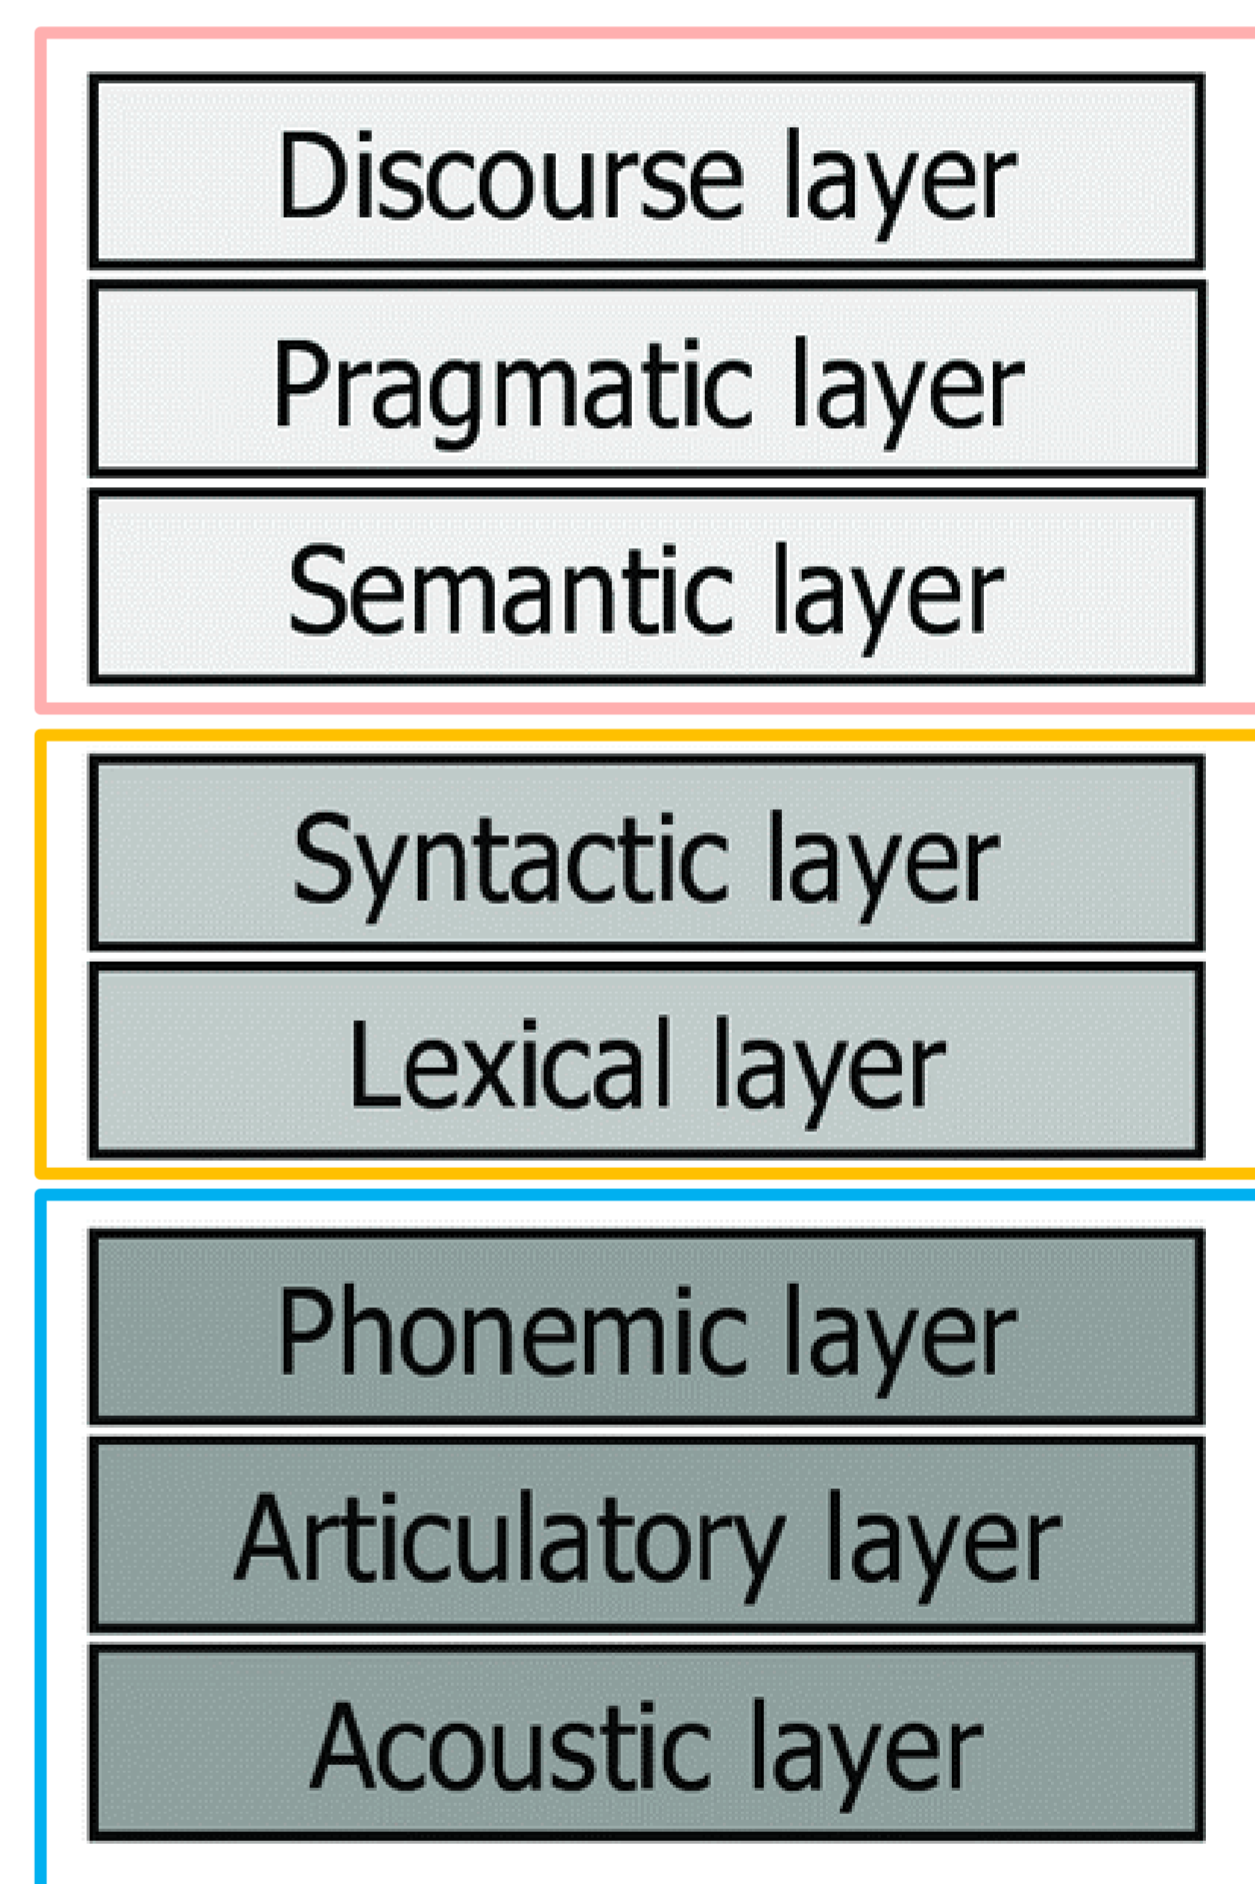 Discourse layer
Pragmatic layer
Semantic layer
Syntactic layer
Lexical layer
Phonemic layer
Articulatory layer
Acoustic layer